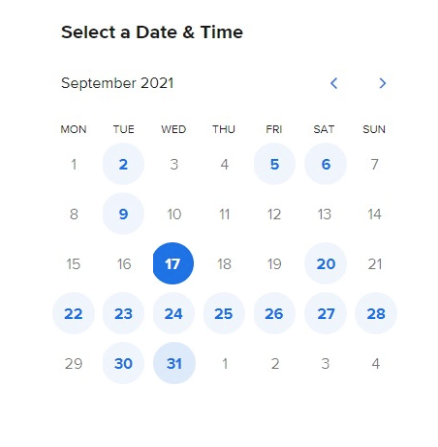 Select a Date & Time
September 2021
MON TUE WED THU FRI SAT SUN
1 2 3 4 5 6 7
8 9 10 11 12 13 14
15 16 17 18 19 20 21
22 23 24 25 26 27 28
29 30 31 1 2 3 4